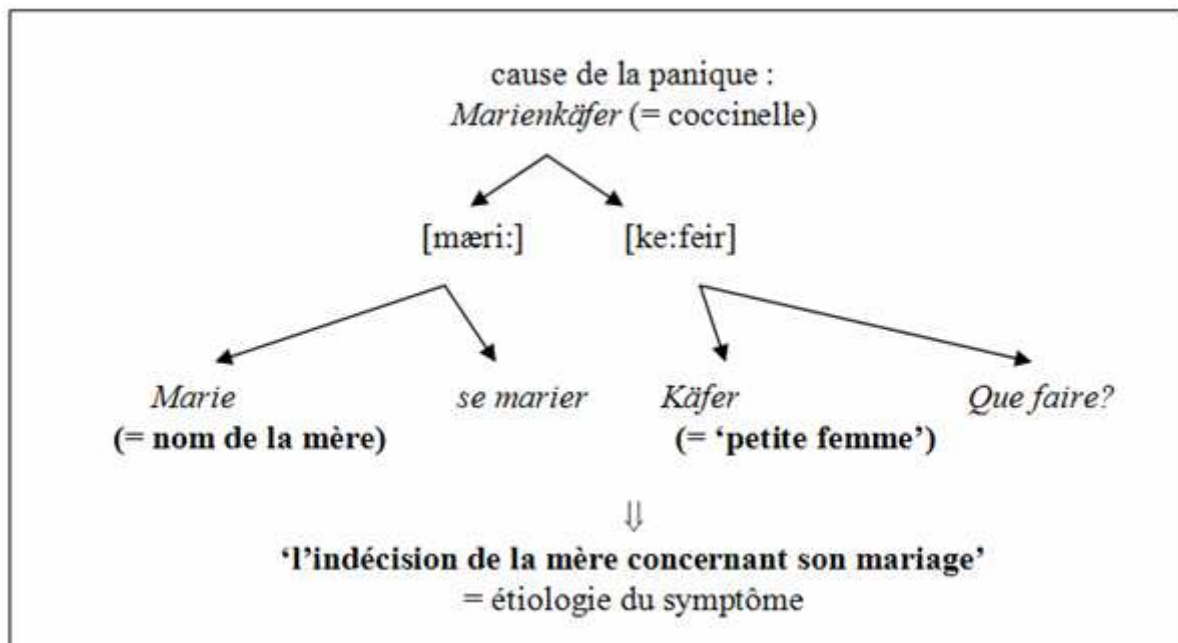 cause de la panique :
Marienkäfer (= coccinelle)
[mæri:] [ke:feir]
Marie se marier Käfer Que faire?
(= nom de la mère) (= ‘petite femme’)
⇓
‘l’indécision de la mère concernant son mariage’
= étiologie du symptôme